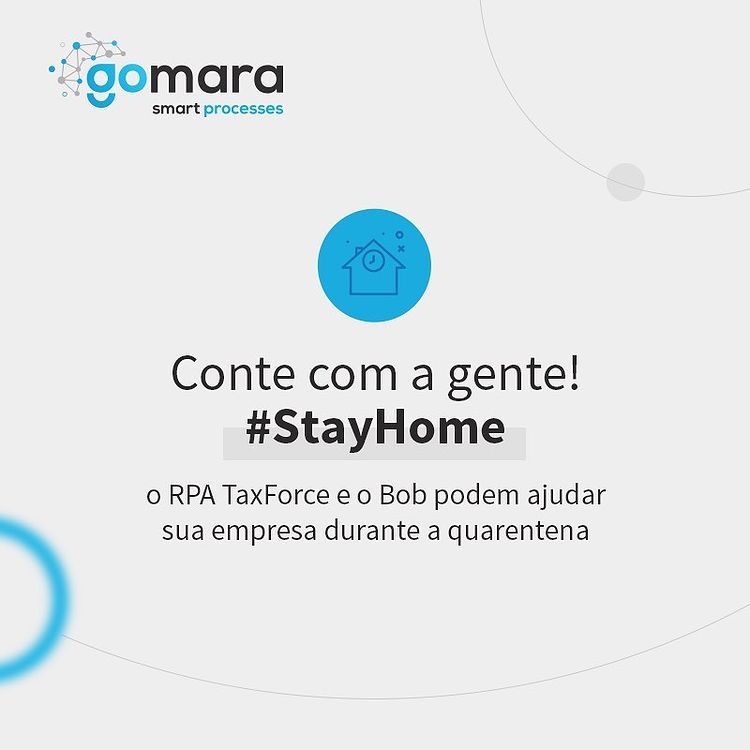 gomara
smart processes
Conte com a gente!
#StayHome
o RPA TaxForce e o Bob podem ajudar
sua empresa durante a quarentena